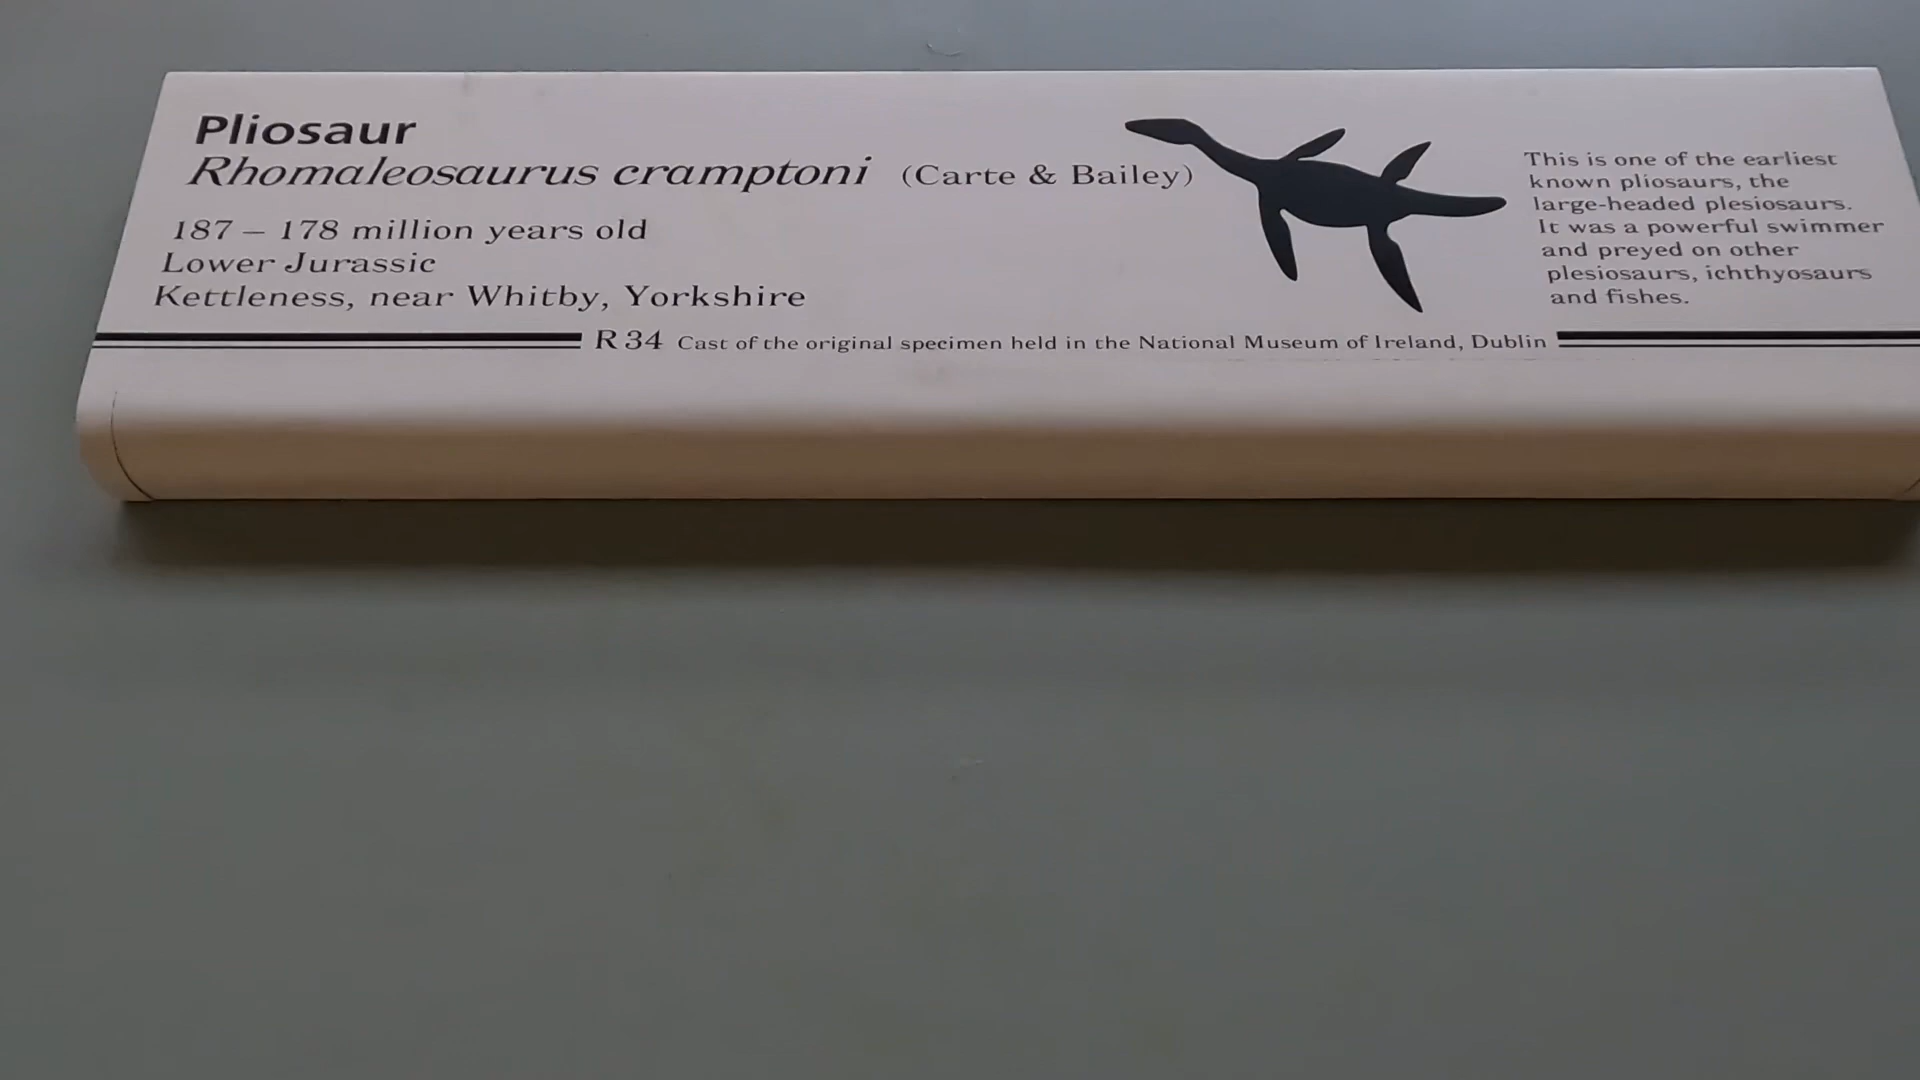 Pliosaur
Rhomaleosaurus cramptoni (Carte & Bailey)
187 – 178 million years old
Lower Jurassic
Kettleness, near Whitby, Yorkshire
This is one of the earliest
known pliosaurs, the
large-headed plesiosaurs.
It was a powerful swimmer
and preyed on other
plesiosaurs, ichthyosaurs
and fishes.
R 34 Cast of the original specimen held in the National Museum of Ireland, Dublin